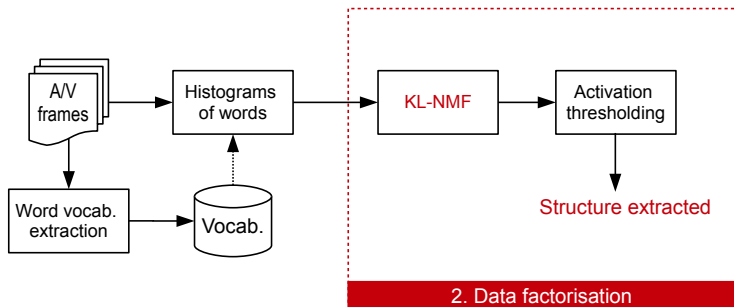 A/V
frames
Histograms
of words
KL-NMF
Activation
thresholding
Word vocab.
extraction
Vocab.
Structure extracted
2. Data factorisation